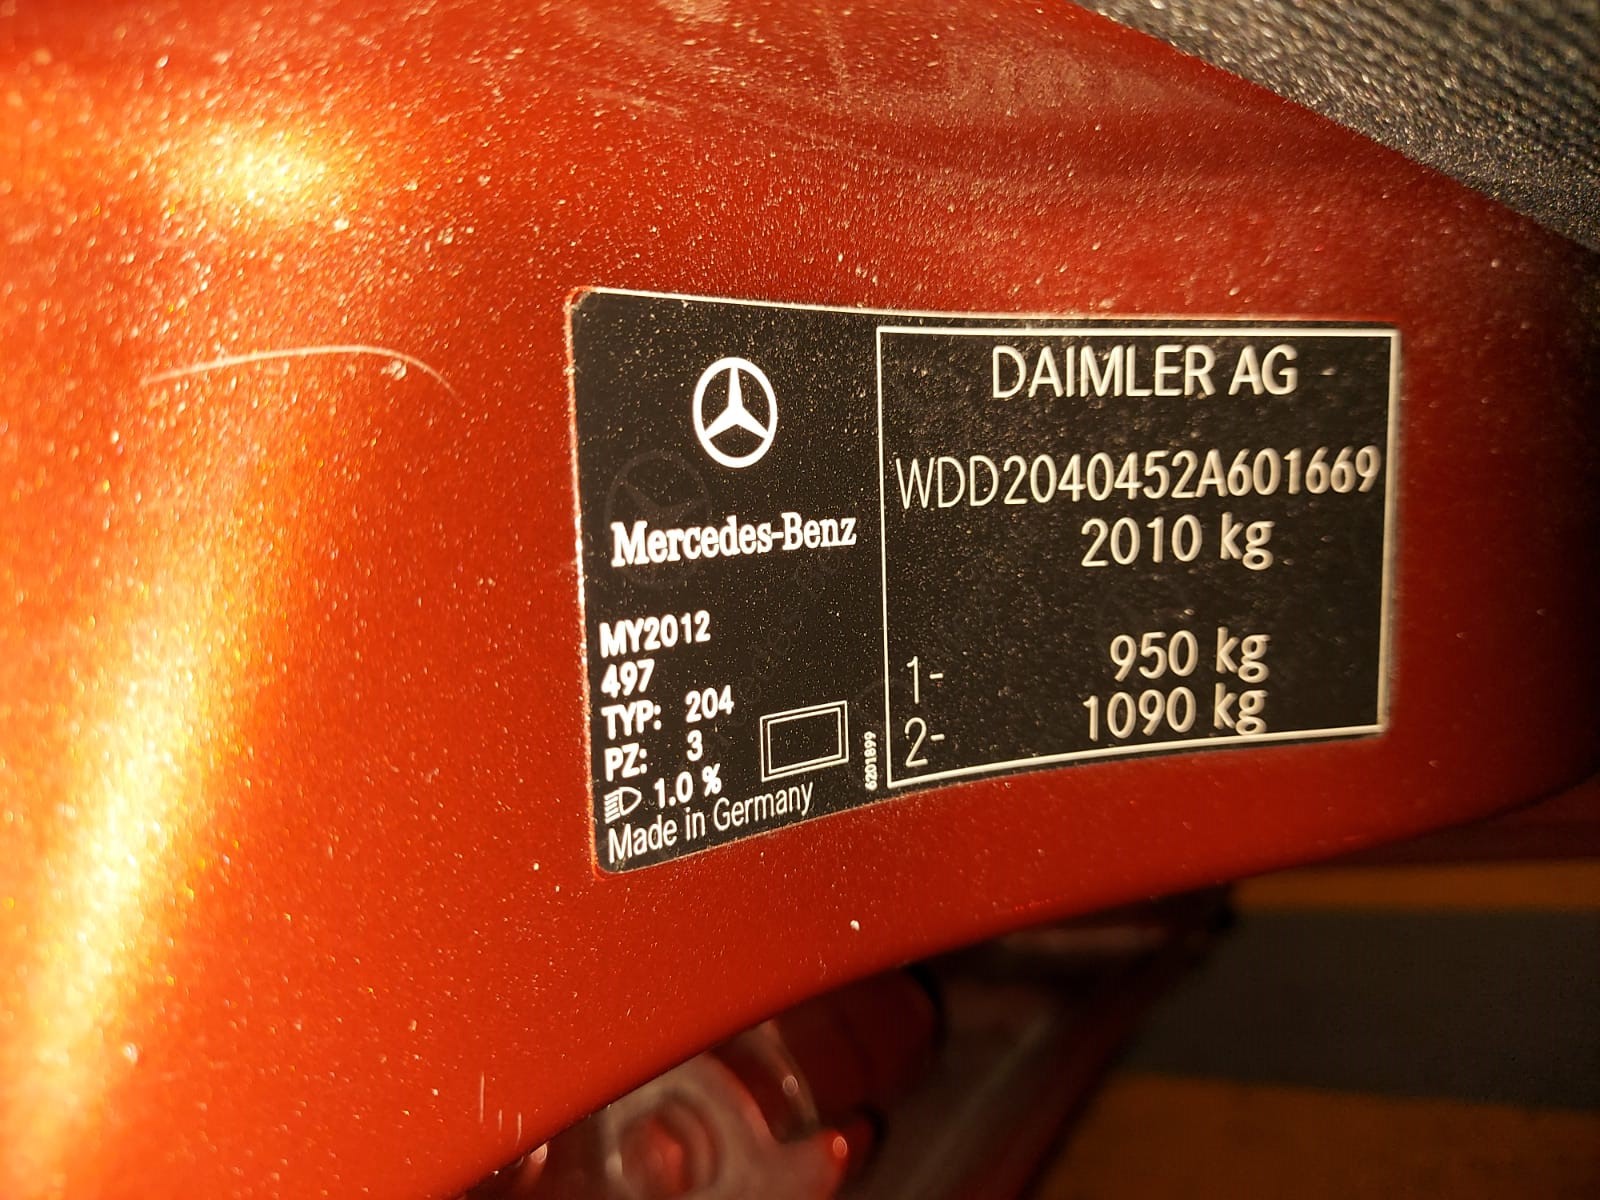 Mercedes-Benz
MY2012
497
TYP: 204
PZ: 3
1.0 %
Made in Germany
6201899
DAIMLER AG
WDD2040452A601669
2010 kg
1- 950 kg
2- 1090 kg